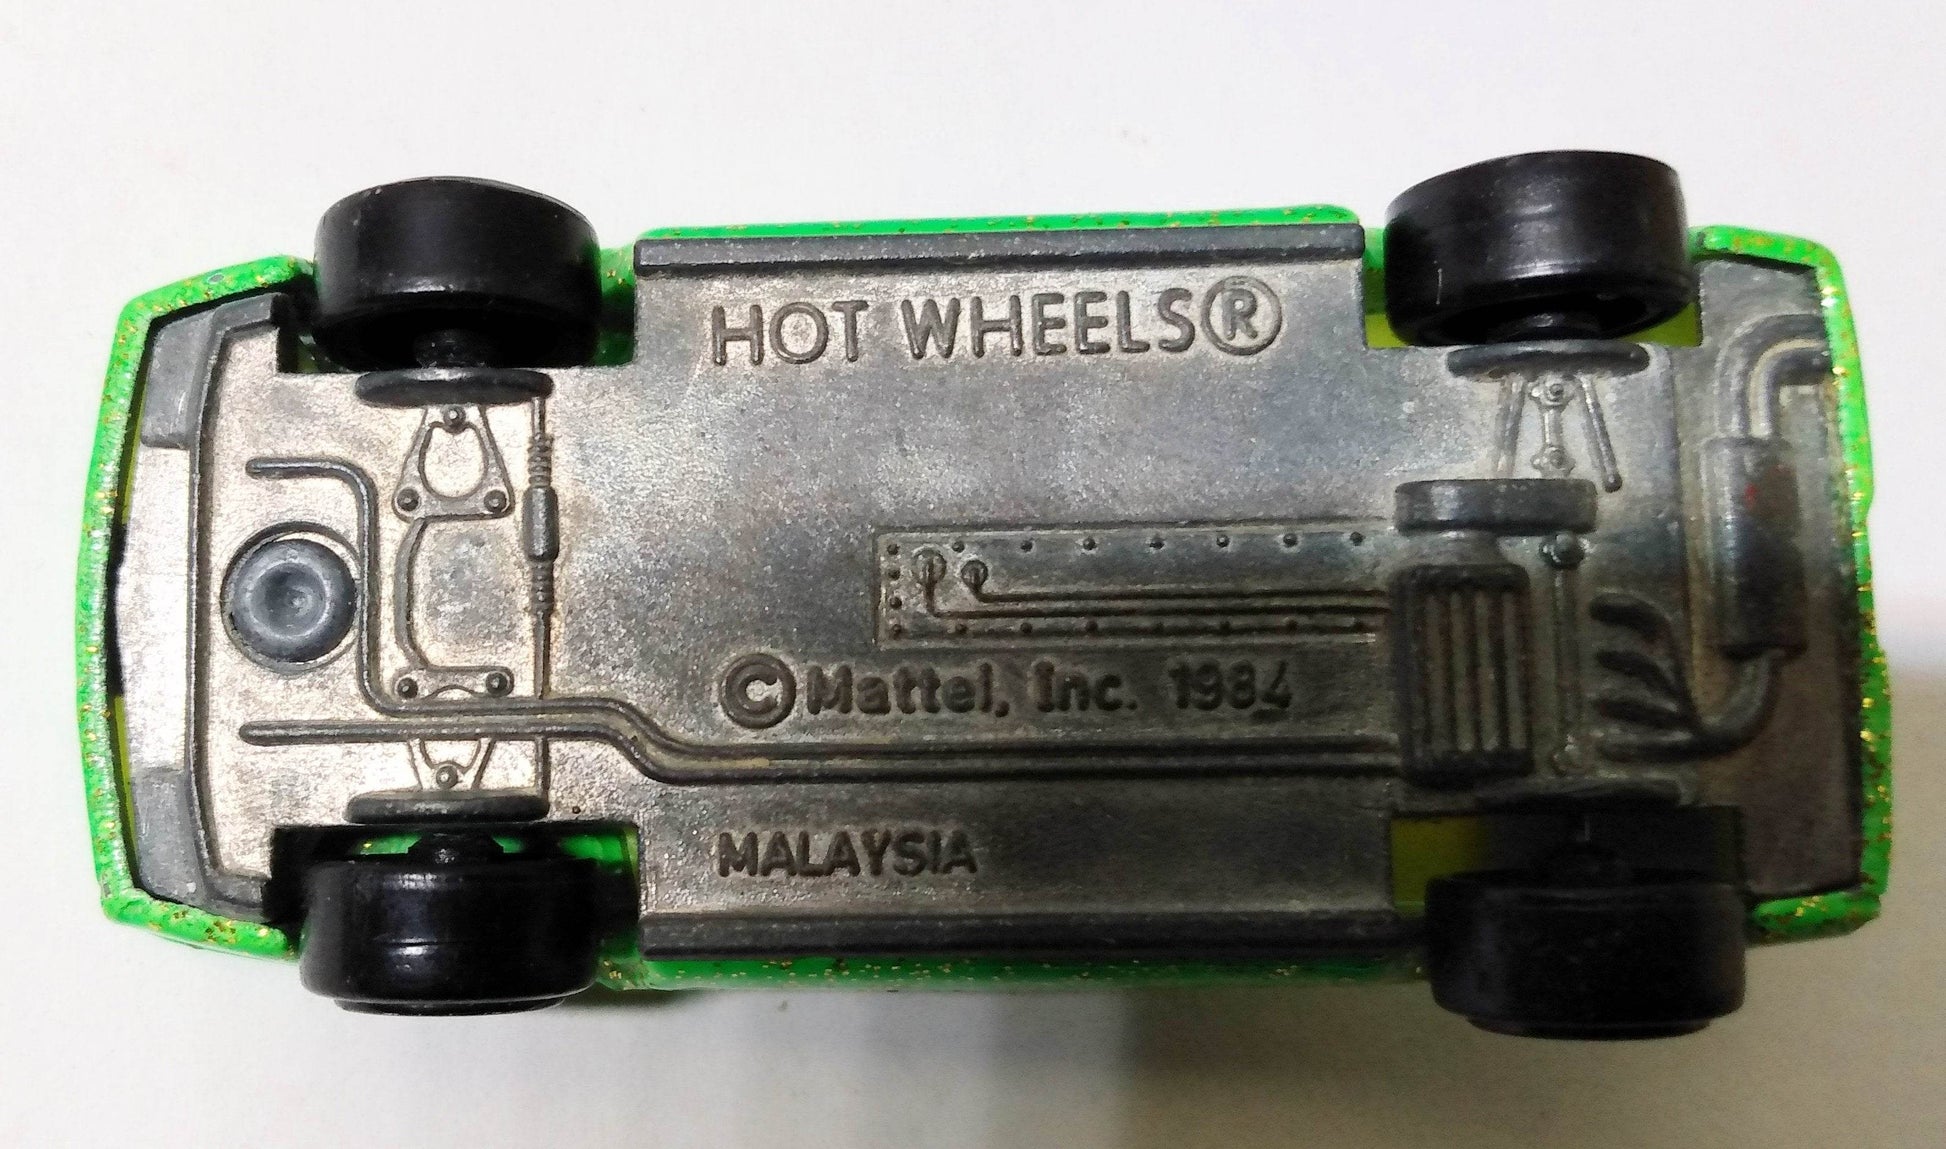 HOT WHEELS®
©Mattel, Inc. 1984
MALAYSIA